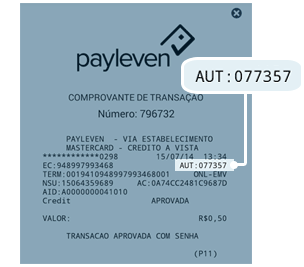 payleven
AUT:077357
COMPROVANTE DE TRANSAÇÃO
Número: 796732
PAYLEVEN - VIA ESTABELECIMENTO
MASTERCARD - CREDITO A VISTA
************0298 15/07/14 13:34
EC:948997993468 AUT:077357
TERM:0019410948997993468001 ONL-EMV
NSU:15064359689 AC:0A74CC2481C9687D
AID:A0000000041010
Credit APROVADA
VALOR: R$0,50
TRANSACAO APROVADA COM SENHA
(P11)